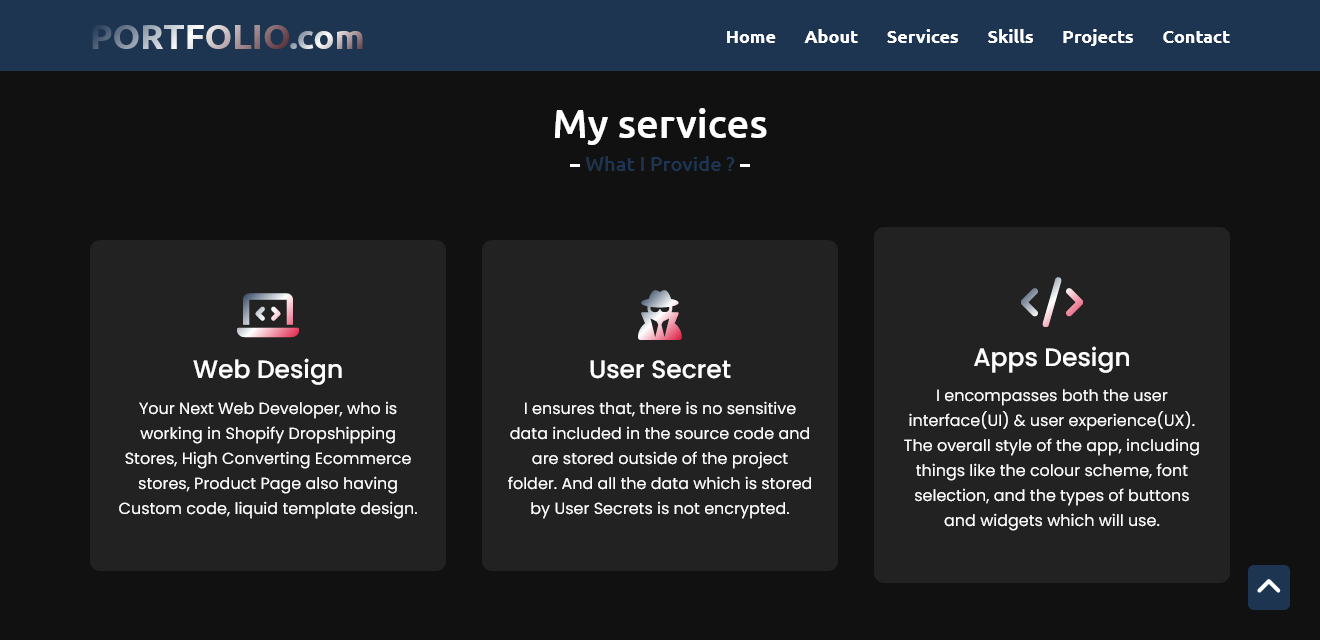 PORTFOLIO.com
Home About Services Skills Projects Contact
My services
– What I Provide ? –
Web Design
Your Next Web Developer, who is
working in Shopify Dropshipping
Stores, High Converting Ecommerce
stores, Product Page also having
Custom code, liquid template design.
User Secret
I ensures that, there is no sensitive
data included in the source code and
are stored outside of the project
folder. And all the data which is stored
by User Secrets is not encrypted.
Apps Design
I encompasses both the user
interface(UI) & user experience(UX).
The overall style of the app, including
things like the colour scheme, font
selection, and the types of buttons
and widgets which will use.